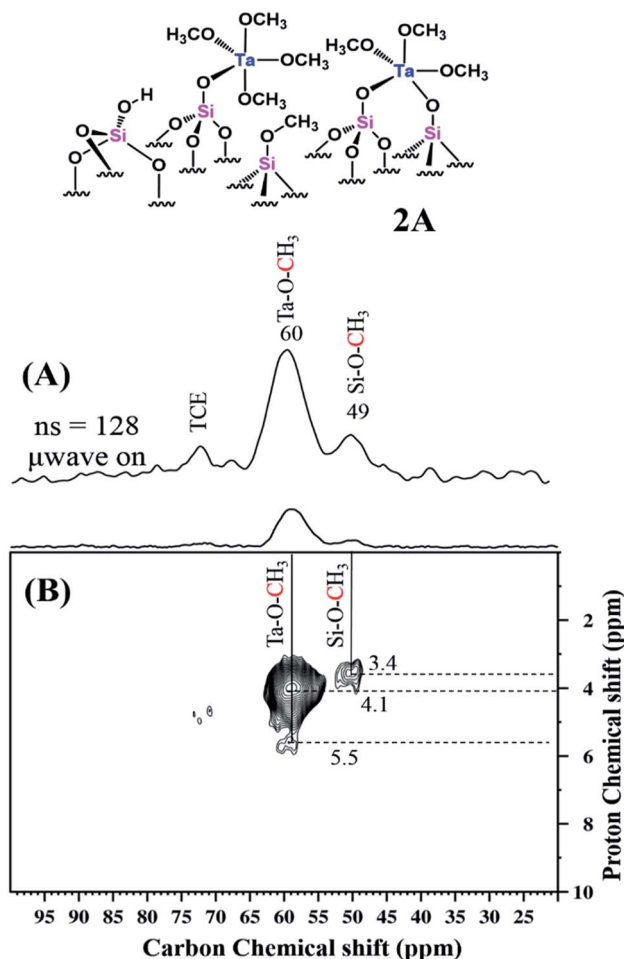 OCH₃
H₃CO
Ta
OCH₃
O
OCH₃
H₃CO
OCH₃
Ta
OCH₃
O
O
O
H
Si
O
O
O
Si
O
O
O
OCH₃
Si
Si
O
O
O
Si
2A
(A)
ns = 128
μwave on
TCE
Ta-O-CH₃
60
Si-O-CH₃
49
(B)
Ta-O-CH₃
Si-O-CH₃
3.4
4.1
5.5
2
4
6
8
10
Proton Chemical shift (ppm)
95 90 85 80 75 70 65 60 55 50 45 40 35 30 25
Carbon Chemical shift (ppm)